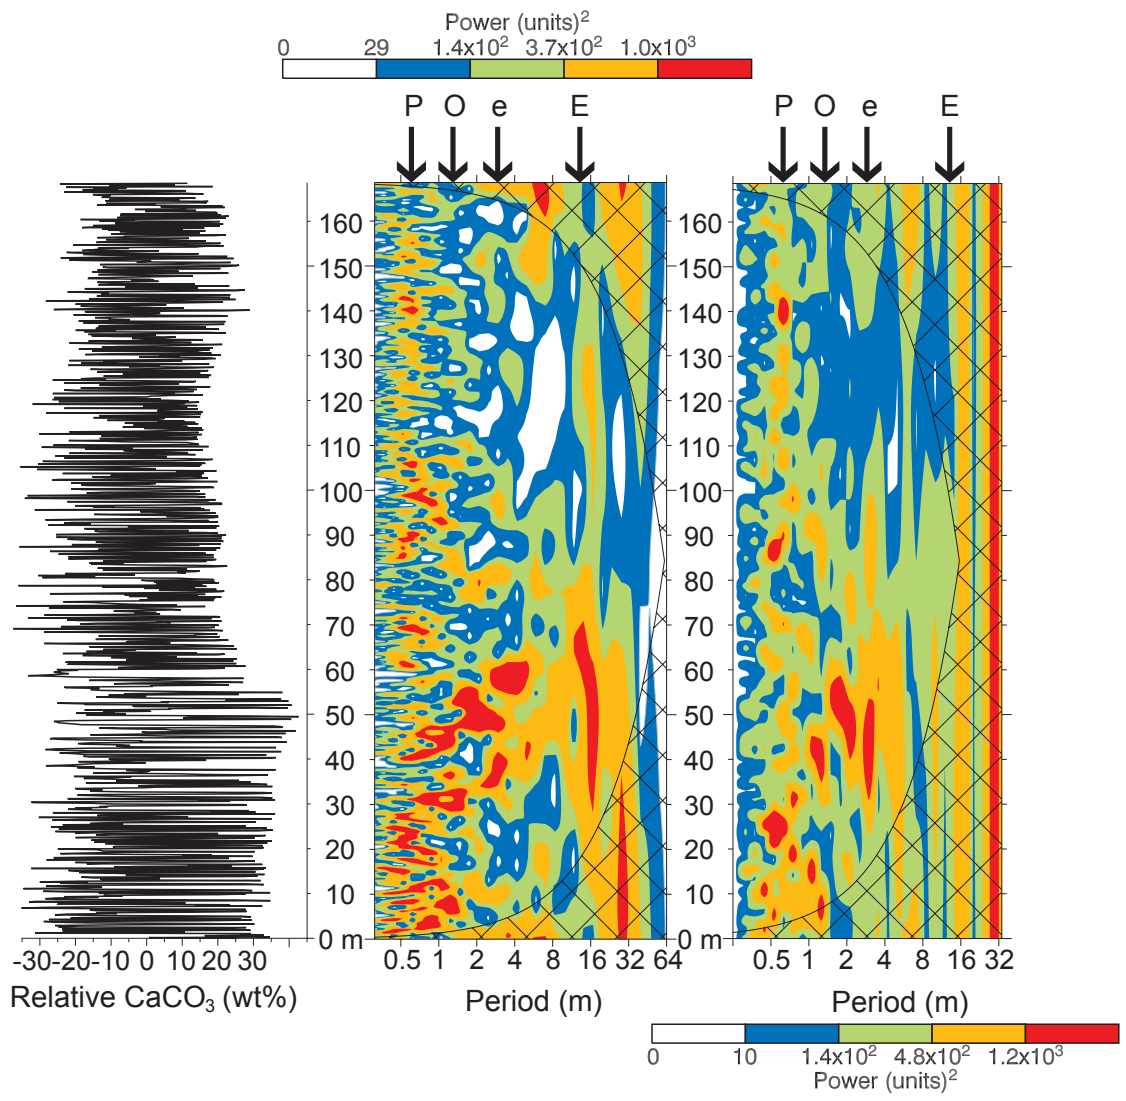 Power (units)²
0 29 1.4x10² 3.7x10² 1.0x10³
P O e E P O e E
160 160
150 150
140 140
130 130
120 120
110 110
100 100
90 90
80 80
70 70
60 60
50 50
40 40
30 30
20 20
10 10
0 m 0 m
-30 -20 -10 0 10 20 30 0.5 1 2 4 8 16 32 64 0.5 1 2 4 8 16 32
Relative CaCO₃ (wt%) Period (m) Period (m)
0 10 1.4x10² 4.8x10² 1.2x10³
Power (units)²